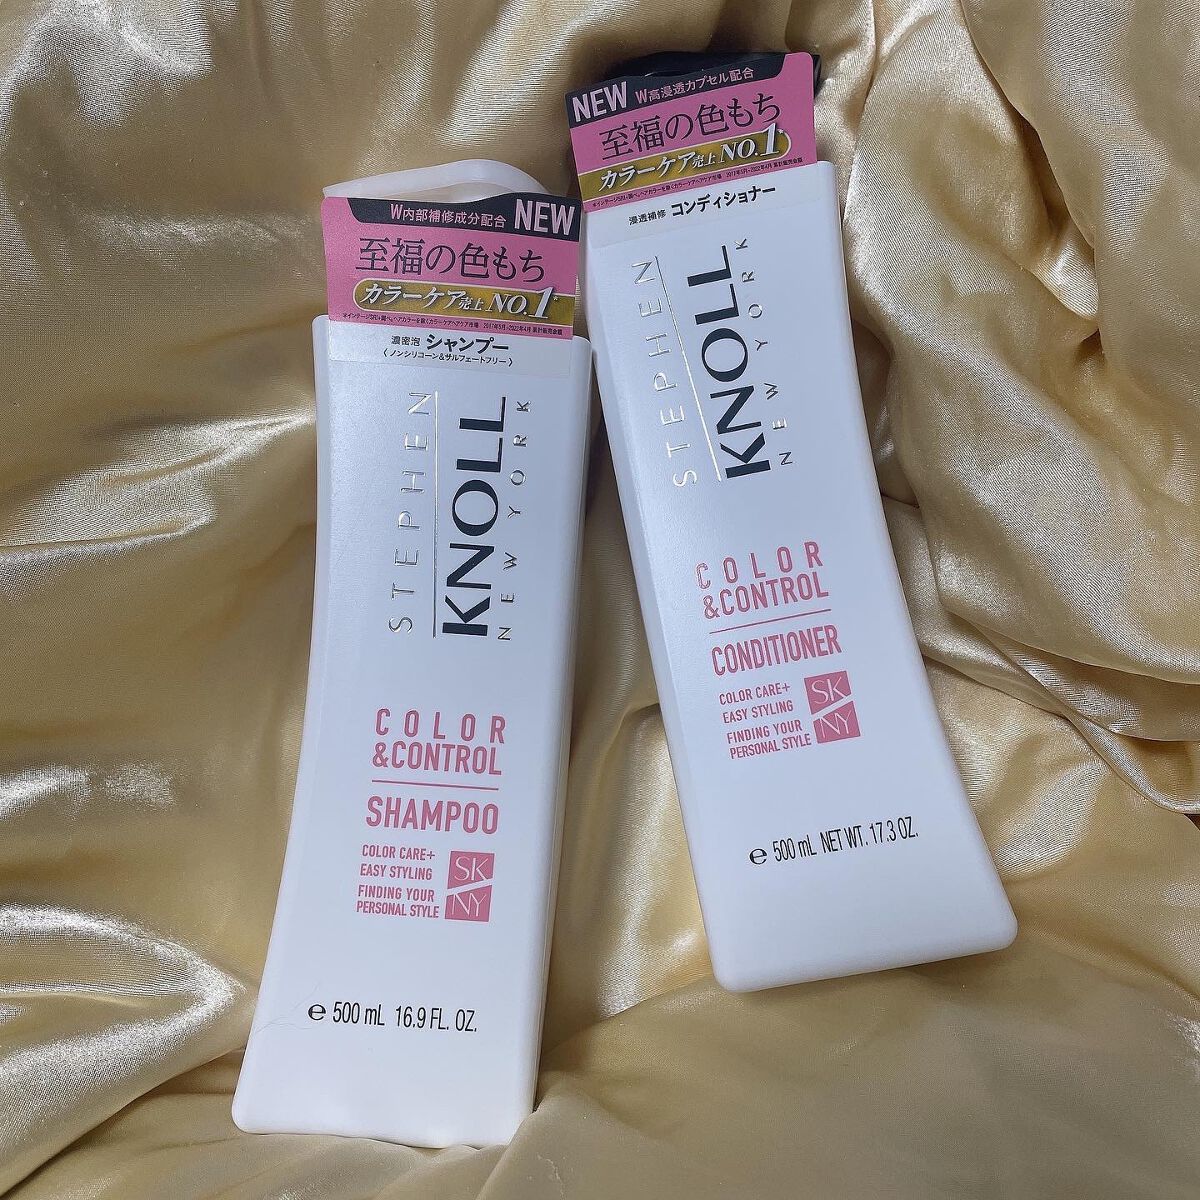 W内部補修成分配合 NEW
至福の色もち
カラーケア売上 NO.1*
濃密泡 シャンプー
(ノンシリコーン&サルフェートフリー)
STEPHEN
KNOLL
NEW YORK
COLOR
&CONTROL
SHAMPOO
COLOR CARE+
EASY STYLING
FINDING YOUR
PERSONAL STYLE
SK
NY
℮ 500 mL 16.9 FL. OZ.
NEW W高浸透カプセル配合
至福の色もち
カラーケア売上 NO.1*
浸透補修 コンディショナー
STEPHEN
KNOLL
NEW YORK
COLOR
&CONTROL
CONDITIONER
COLOR CARE+
EASY STYLING
FINDING YOUR
PERSONAL STYLE
SK
NY
℮ 500 mL NET WT. 17.3 OZ.